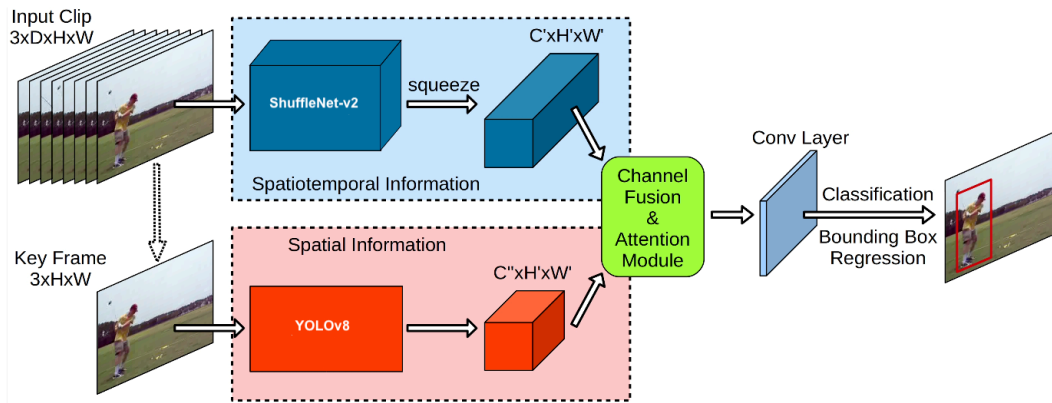 Input Clip
3xDxHxW
ShuffleNet-v2
squeeze
C'xH'xW'
Spatiotemporal Information
Channel
Fusion
&
Attention
Module
Conv Layer
Classification
Bounding Box
Regression
Key Frame
3xHxW
Spatial Information
YOLOv8
C"xH'xW'